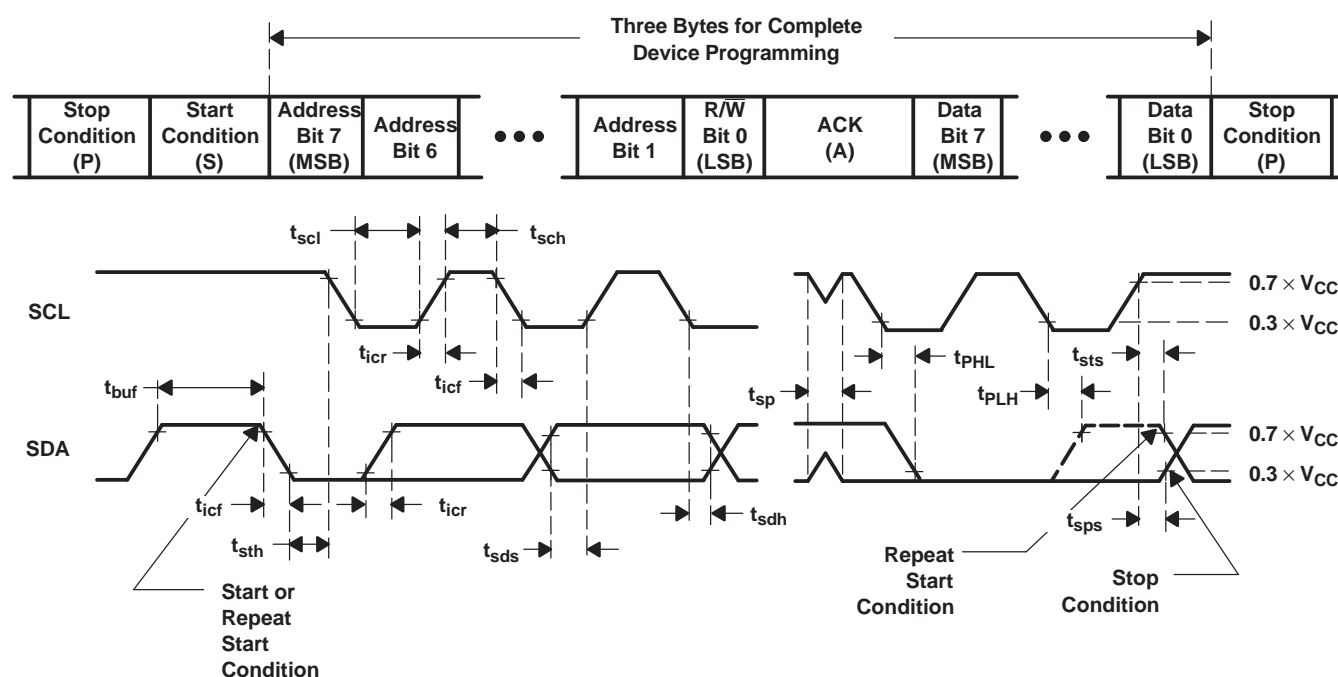 Three Bytes for Complete
Device Programming
Stop
Condition
(P)
Start
Condition
(S)
Address
Bit 7
(MSB)
Address
Bit 6
Address
Bit 1
R/W̅
Bit 0
(LSB)
ACK
(A)
Data
Bit 7
(MSB)
Data
Bit 0
(LSB)
Stop
Condition
(P)
tscl
tsch
SCL
0.7 × VCC
0.3 × VCC
ticr
ticf
tPHL
tsts
tbuf
tsp
tPLH
SDA
0.7 × VCC
0.3 × VCC
ticf
ticr
tsdh
tsps
tsth
tsds
Start or
Repeat
Start
Condition
Repeat
Start
Condition
Stop
Condition